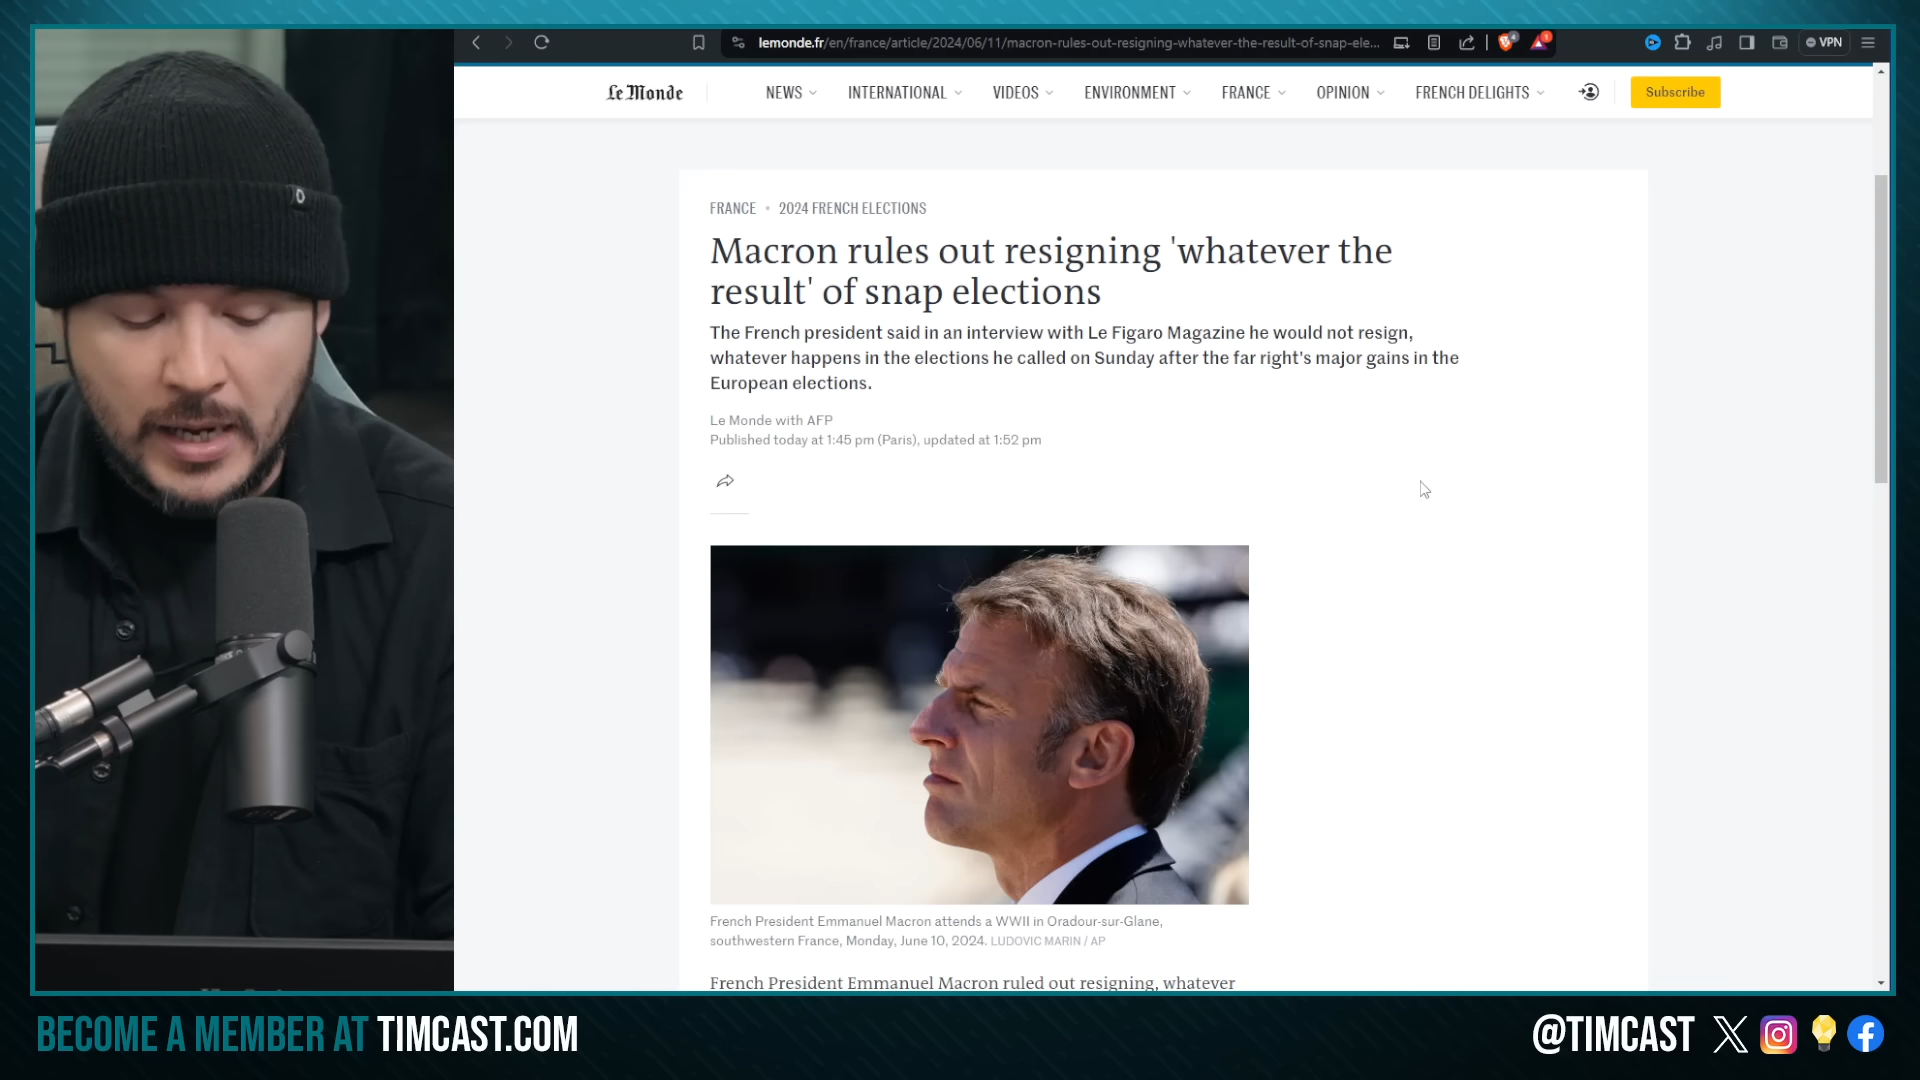 lemonde.fr/en/france/article/2024/06/11/macron-rules-out-resigning-whatever-the-result-of-snap-ele...
VPN
Le Monde
NEWS
INTERNATIONAL
VIDEOS
ENVIRONMENT
FRANCE
OPINION
FRENCH DELIGHTS
Subscribe
FRANCE • 2024 FRENCH ELECTIONS
Macron rules out resigning 'whatever the
result' of snap elections
The French president said in an interview with Le Figaro Magazine he would not resign,
whatever happens in the elections he called on Sunday after the far right's major gains in the
European elections.
Le Monde with AFP
Published today at 1:45 pm (Paris), updated at 1:52 pm
French President Emmanuel Macron attends a WWII in Oradour-sur-Glane,
southwestern France, Monday, June 10, 2024. LUDOVIC MARIN / AP
French President Emmanuel Macron ruled out resigning, whatever
BECOME A MEMBER AT TIMCAST.COM
@TIMCAST